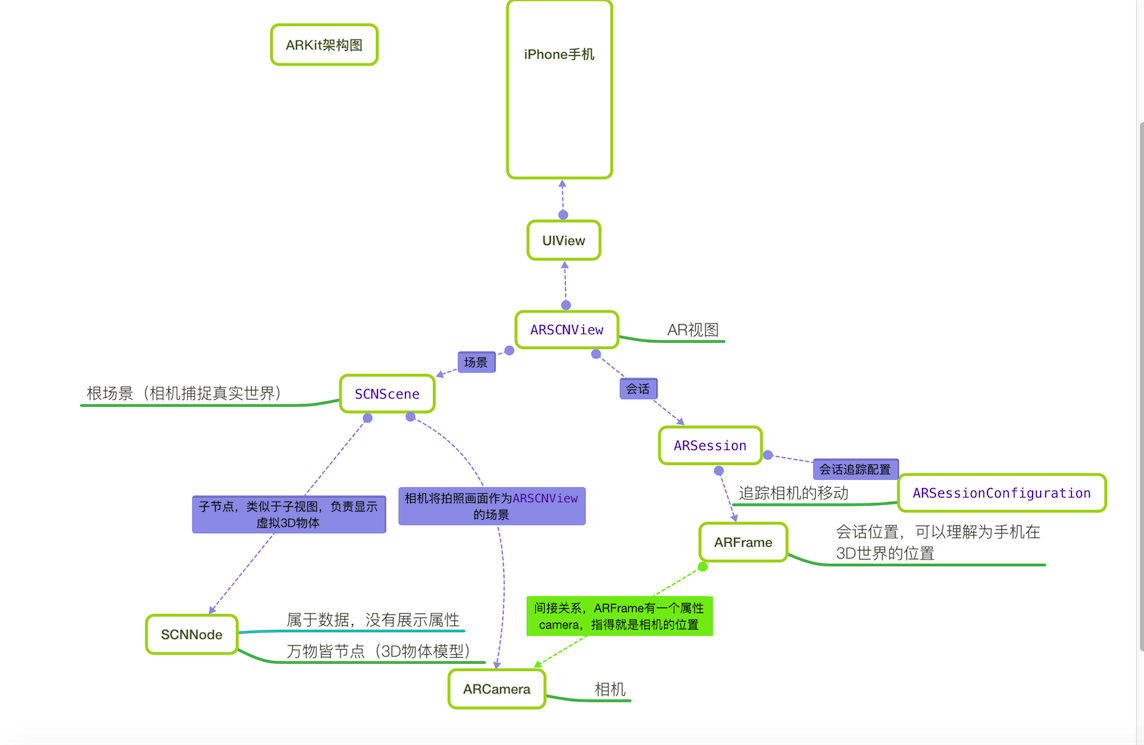 ARKit架构图
iPhone手机
UIView
ARSCNView
AR视图
场景
会话
根场景（相机捕捉真实世界）
SCNScene
ARSession
会话追踪配置
追踪相机的移动
ARSessionConfiguration
子节点，类似于子视图，负责显示
虚拟3D物体
相机将拍照画面作为ARSCNView
的场景
ARFrame
会话位置，可以理解为手机在
3D世界的位置
间接关系，ARFrame有一个属性
camera，指得就是相机的位置
SCNNode
属于数据，没有展示属性
万物皆节点（3D物体模型）
ARCamera
相机